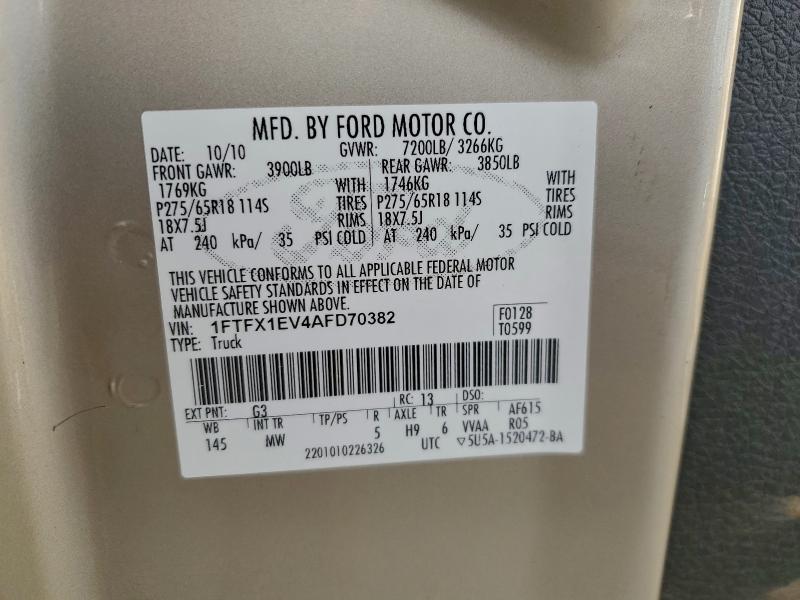 MFD. BY FORD MOTOR CO.
DATE: 10/10 GVWR: 7200LB/ 3266KG
FRONT GAWR: 3900LB REAR GAWR: 3850LB
1769KG WITH 1746KG WITH
P275/65R18 114S TIRES P275/65R18 114S TIRES
18X7.5J RIMS 18X7.5J RIMS
AT 240 kPa/ 35 PSI COLD AT 240 kPa/ 35 PSI COLD
THIS VEHICLE CONFORMS TO ALL APPLICABLE FEDERAL MOTOR
VEHICLE SAFETY STANDARDS IN EFFECT ON THE DATE OF
MANUFACTURE SHOWN ABOVE.
VIN: 1FTFX1EV4AFD70382 F0128
TYPE: Truck T0599
EXT PNT: G3 RC: 13 DSO:
WB INT TR TP/PS R AXLE TR SPR AF615
145 MW 5 H9 6 VVAA R05
2201010226326 UTC ▽5U5A-1520472-BA